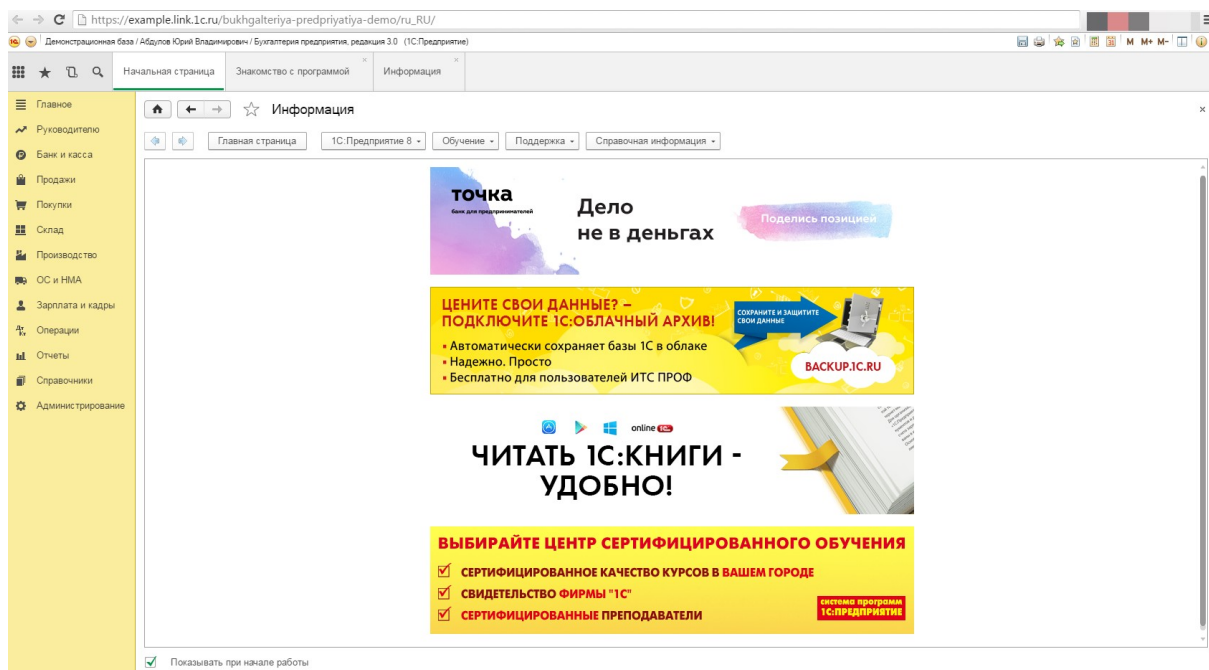 https://example.link.1c.ru/bukhgalteriya-predpriyatiya-demo/ru_RU/
Демонстрационная база / Абдулов Юрий Владимирович / Бухгалтерия предприятия, редакция 3.0 (1С:Предприятие)
M M+ M-
Начальная страница
Знакомство с программой
Информация
Главное
Руководителю
Банк и касса
Продажи
Покупки
Склад
Производство
ОС и НМА
Зарплата и кадры
Операции
Отчеты
Справочники
Администрирование
Информация
Главная страница
1С:Предприятие 8
Обучение
Поддержка
Справочная информация
точка
банк для предпринимателей
Дело
не в деньгах
Поделись позицией
ЦЕНИТЕ СВОИ ДАННЫЕ? –
ПОДКЛЮЧИТЕ 1С:ОБЛАЧНЫЙ АРХИВ!
▪ Автоматически сохраняет базы 1С в облаке
▪ Надежно. Просто
▪ Бесплатно для пользователей ИТС ПРОФ
СОХРАНИТЕ И ЗАЩИТИТЕ
СВОИ ДАННЫЕ
BACKUP.1C.RU
online
ЧИТАТЬ 1С:КНИГИ -
УДОБНО!
ВЫБИРАЙТЕ ЦЕНТР СЕРТИФИЦИРОВАННОГО ОБУЧЕНИЯ
СЕРТИФИЦИРОВАННОЕ КАЧЕСТВО КУРСОВ В ВАШЕМ ГОРОДЕ
СВИДЕТЕЛЬСТВО ФИРМЫ "1С"
СЕРТИФИЦИРОВАННЫЕ ПРЕПОДАВАТЕЛИ
система программ
1С:ПРЕДПРИЯТИЕ
Показывать при начале работы